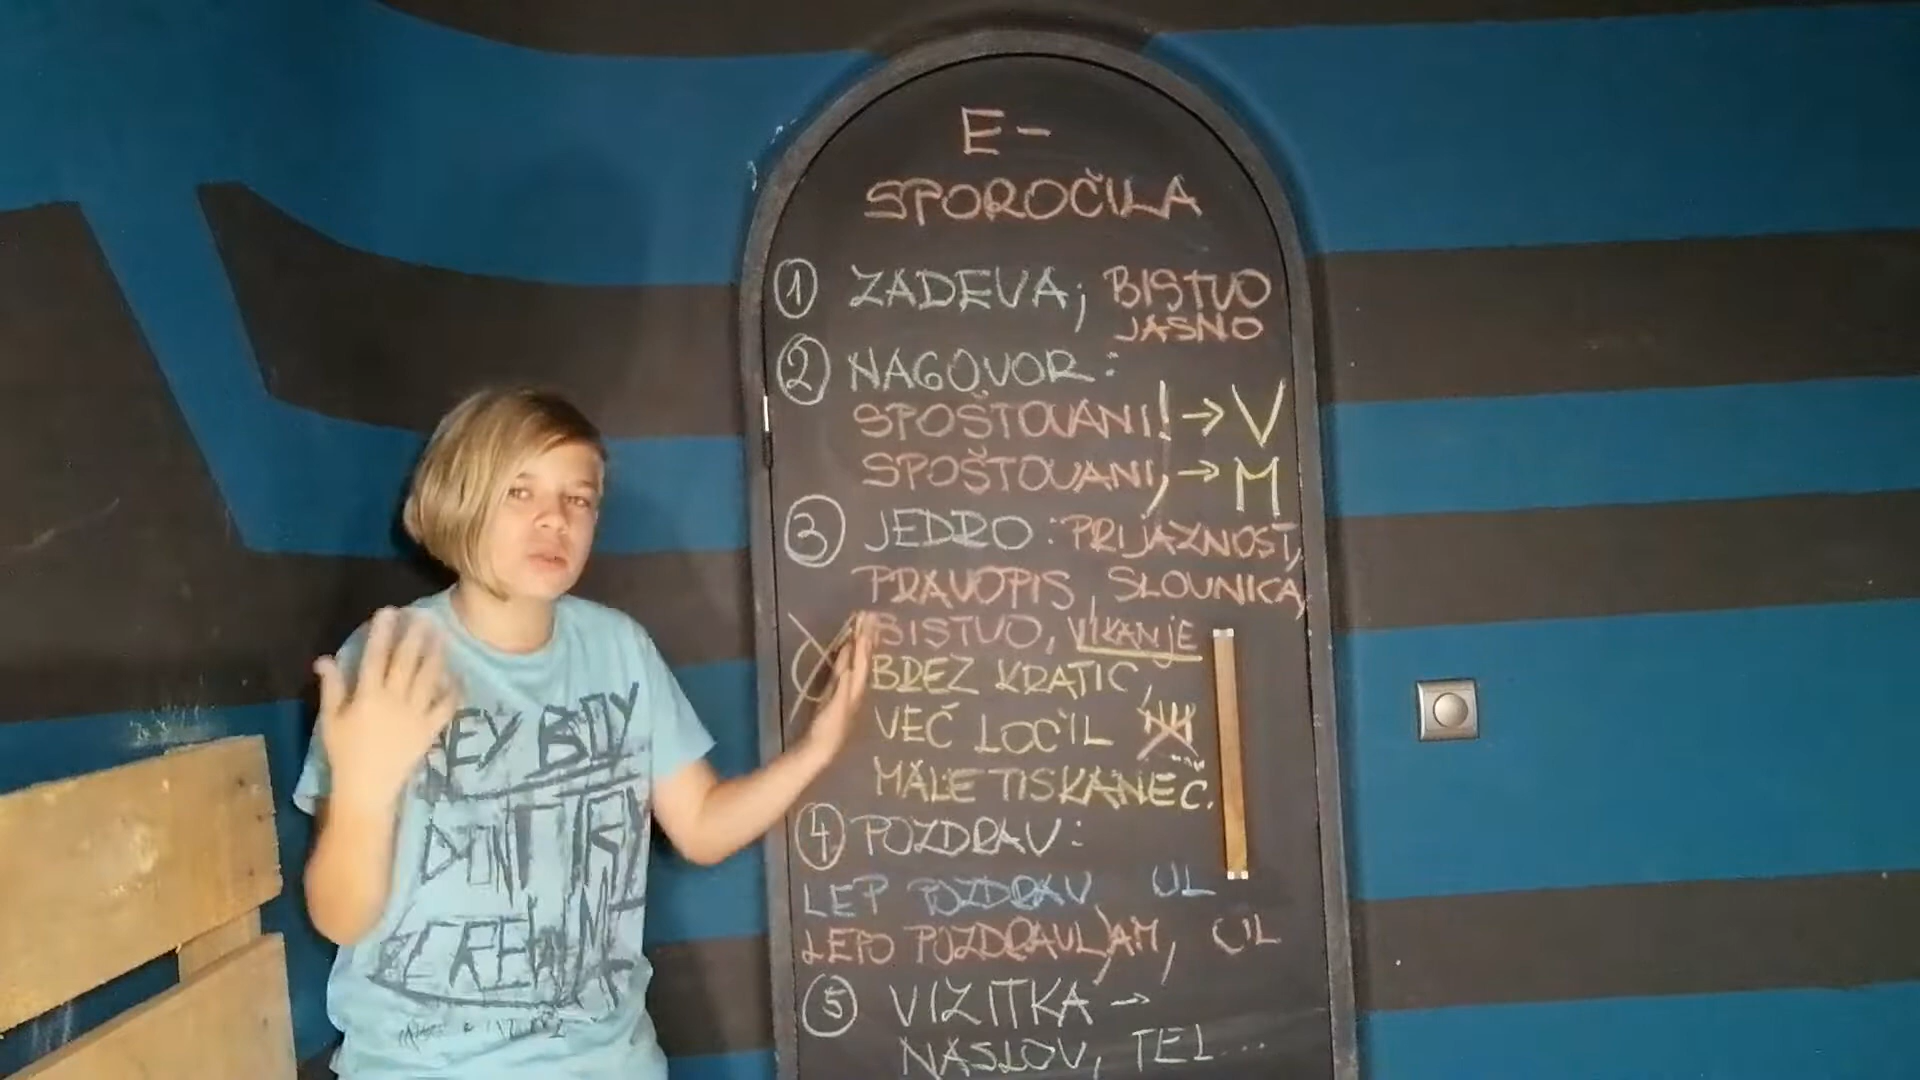 E-
SPOROČILA
1 ZADEVA; BISTVO
JASNO
2 NAGOVOR:
SPOŠTOVANI! → V
SPOŠTOVANI, → M
3 JEDRO: PRIJAZNOST,
PRAVOPIS, SLOVNICA,
BISTVO, VIKANJE
BREZ KRATIC,
VEČ LOČIL
MALE TISKANE Č.
4 POZDRAV:
LEP POZDRAV UL
LEPO POZDRAVLJAM, UL
5 VIZITKA →
NASLOV, TEL...
HEY BOY
DON'T TRY
SCREW